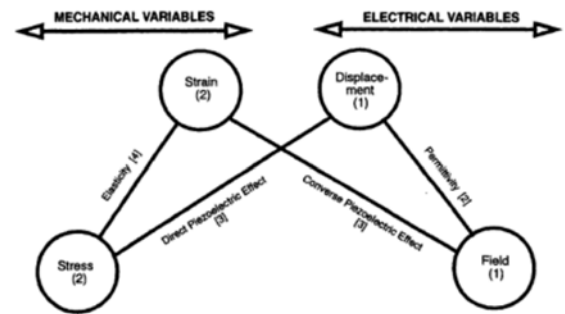 MECHANICAL VARIABLES
ELECTRICAL VARIABLES
Strain
(2)
Displace-
ment
(1)
Elasticity [4]
Direct Piezoelectric Effect
[3]
Converse Piezoelectric Effect
[3]
Permittivity [2]
Stress
(2)
Field
(1)